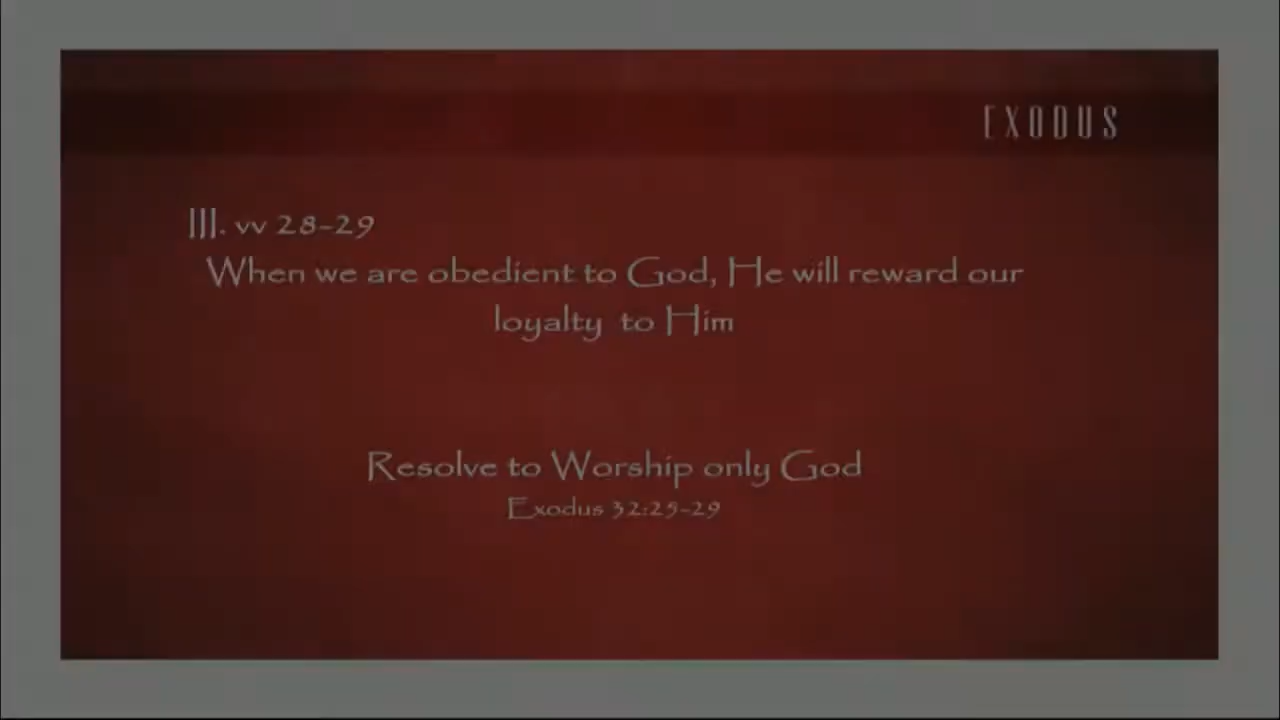 EXODUS
III. vv 28-29
When we are obedient to God, He will reward our
loyalty to Him
Resolve to Worship only God
Exodus 32:25-29